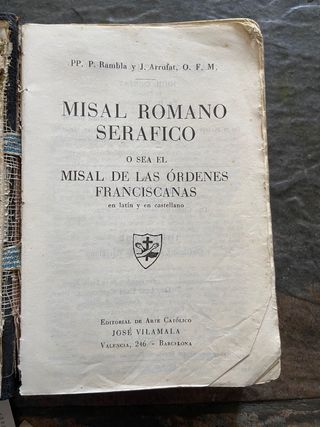 PP. P. Rambla y J. Arrufat, O. F. M.
MISAL ROMANO
SERAFICO
O SEA EL
MISAL DE LAS ÓRDENES
FRANCISCANAS
en latín y en castellano
Editorial de Arte Católico
JOSÉ VILAMALA
Valencia, 246 - Barcelona